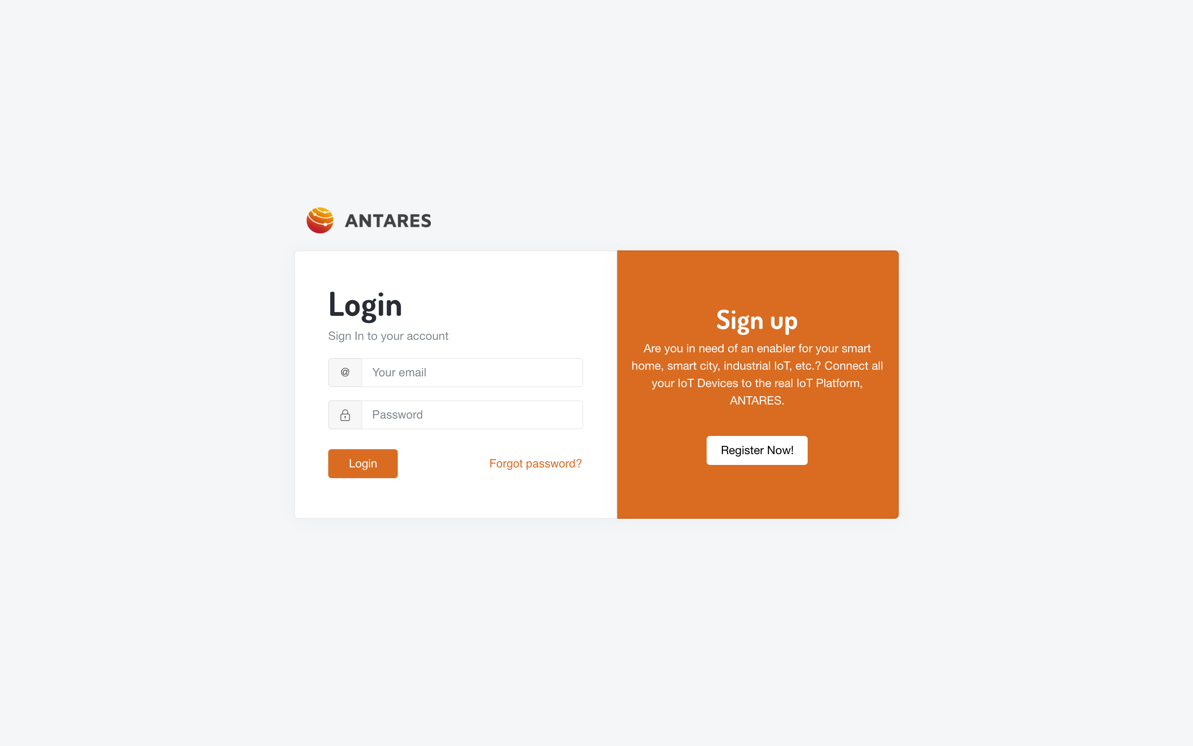 ANTARES
Login
Sign In to your account
@
Your email
Password
Login
Forgot password?
Sign up
Are you in need of an enabler for your smart
home, smart city, industrial IoT, etc.? Connect all
your IoT Devices to the real IoT Platform,
ANTARES.
Register Now!